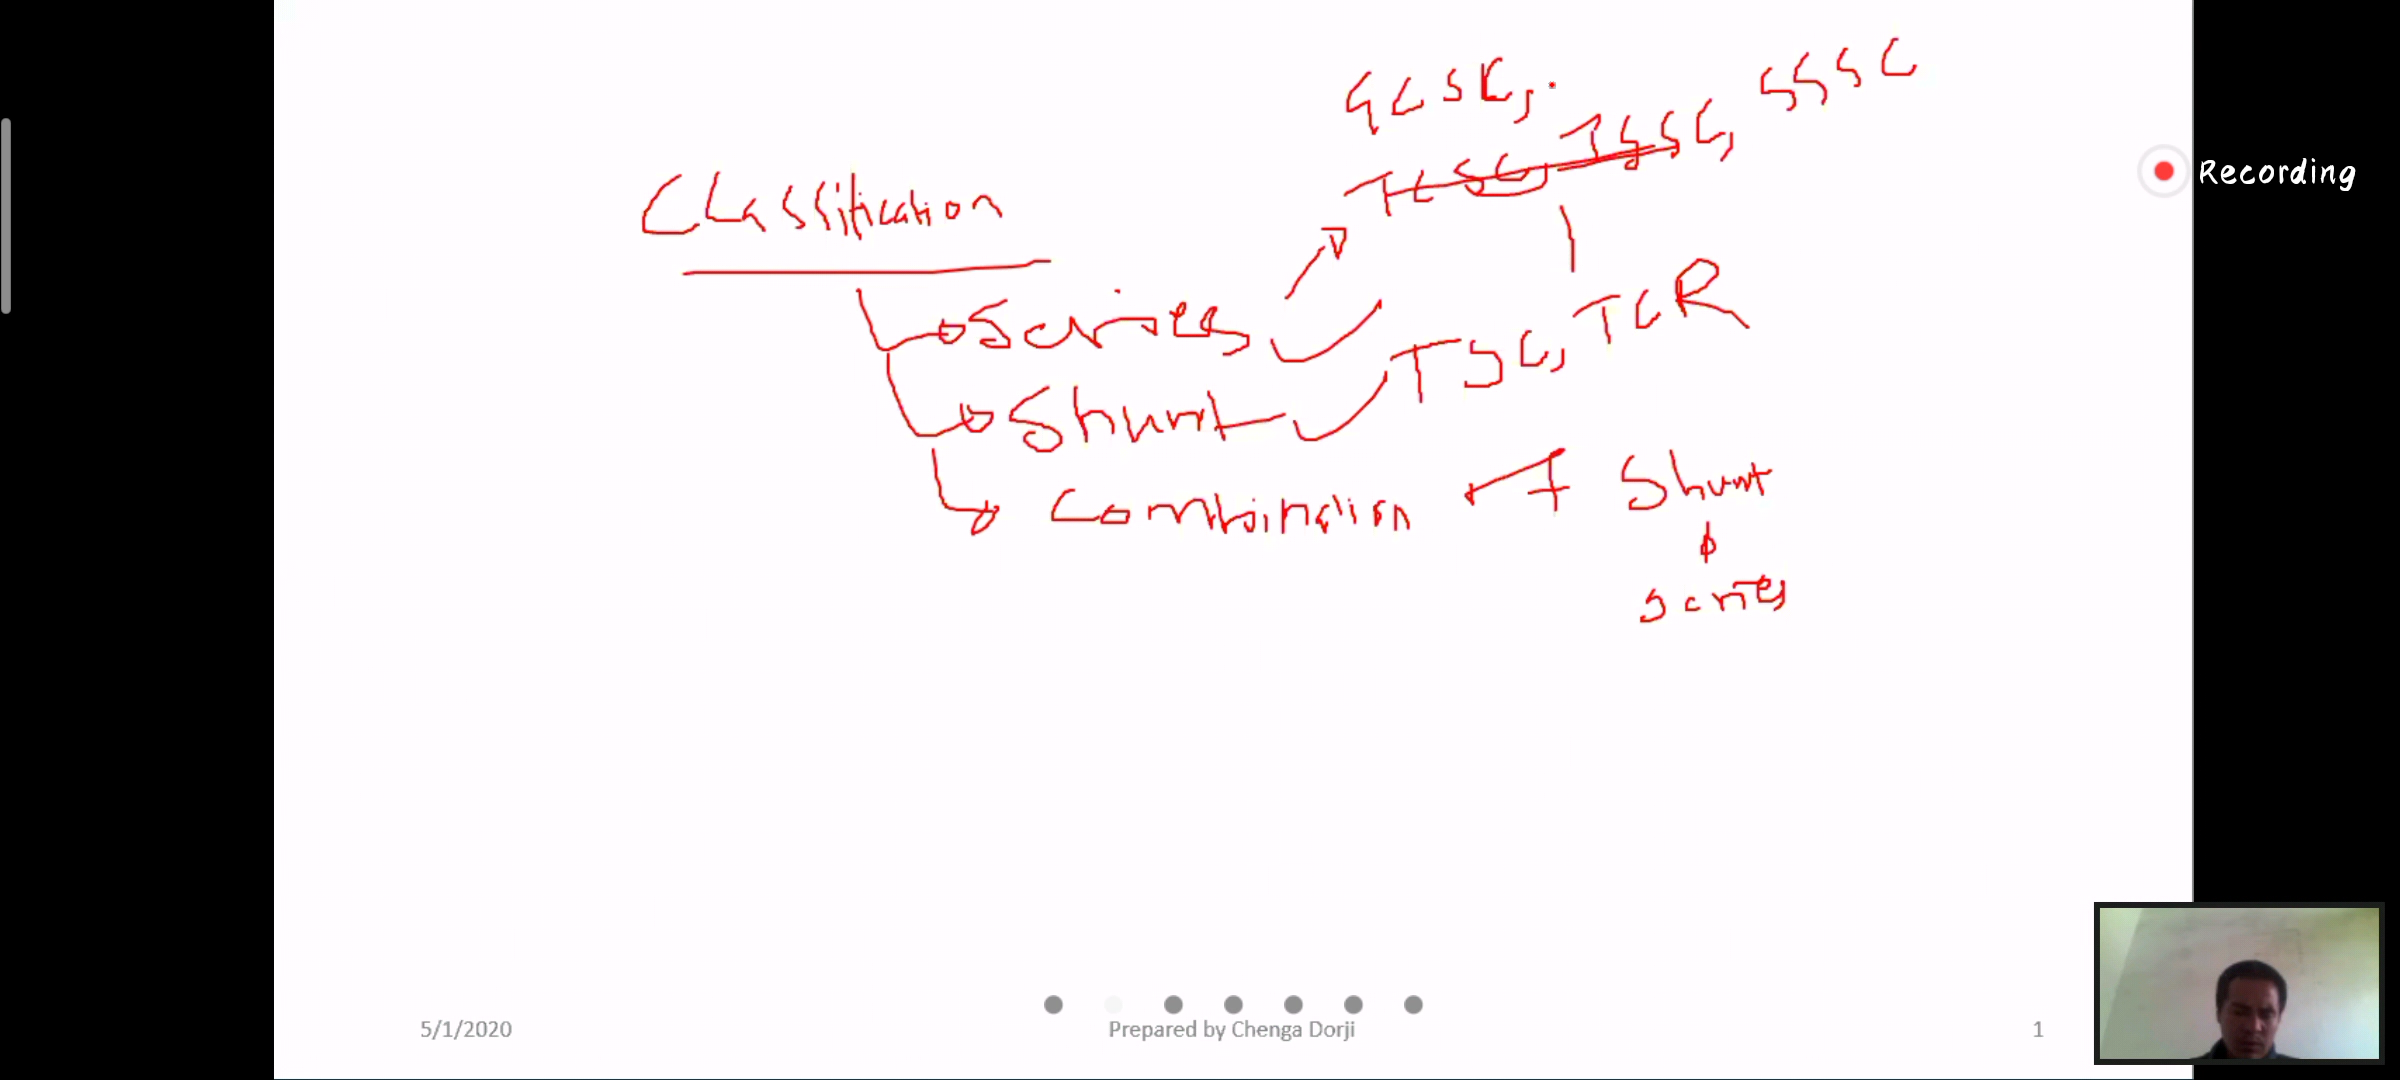 GCSC,
TCSC, TSSC, SSSC
Recording
Classification
Series
TSC, TCR
Shunt
Combination Shunt
&
series
5/1/2020
Prepared by Chenga Dorji
1